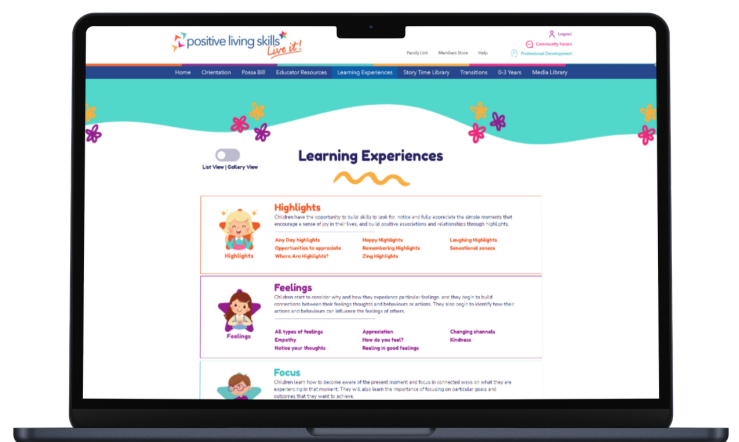 positive living skills
Live it!
Logout
Community Forum
Family Link Members Store Help Professional Development
Home Orientation Possa Bill Educator Resources Learning Experiences Story Time Library Transitions 0-3 Years Media Library
Learning Experiences
List View | Gallery View
Highlights
Children have the opportunity to build skills to look for, notice and fully appreciate the simple moments that
encourage a sense of joy in their lives, and build positive associations and relationships through highlights.
Any Day Highlights Happy Highlights Laughing Highlights
Opportunities to appreciate Remembering Highlights Sensational senses
Where Are Highlights? Zing Highlights
Highlights
Feelings
Children start to consider why and how they experience particular feelings, and they begin to build
connections between their feelings thoughts and behaviours or actions. They also begin to identify how their
actions and behaviours can influence the feelings of others.
All types of feelings Appreciation Changing channels
Empathy How do you feel? Kindness
Notice your thoughts Reeling in good feelings
Feelings
Focus
Children learn how to become aware of the present moment and focus in connected ways on what they are
experiencing in that moment. They will also learn the importance of focusing on particular goals and
outcomes that they want to achieve.